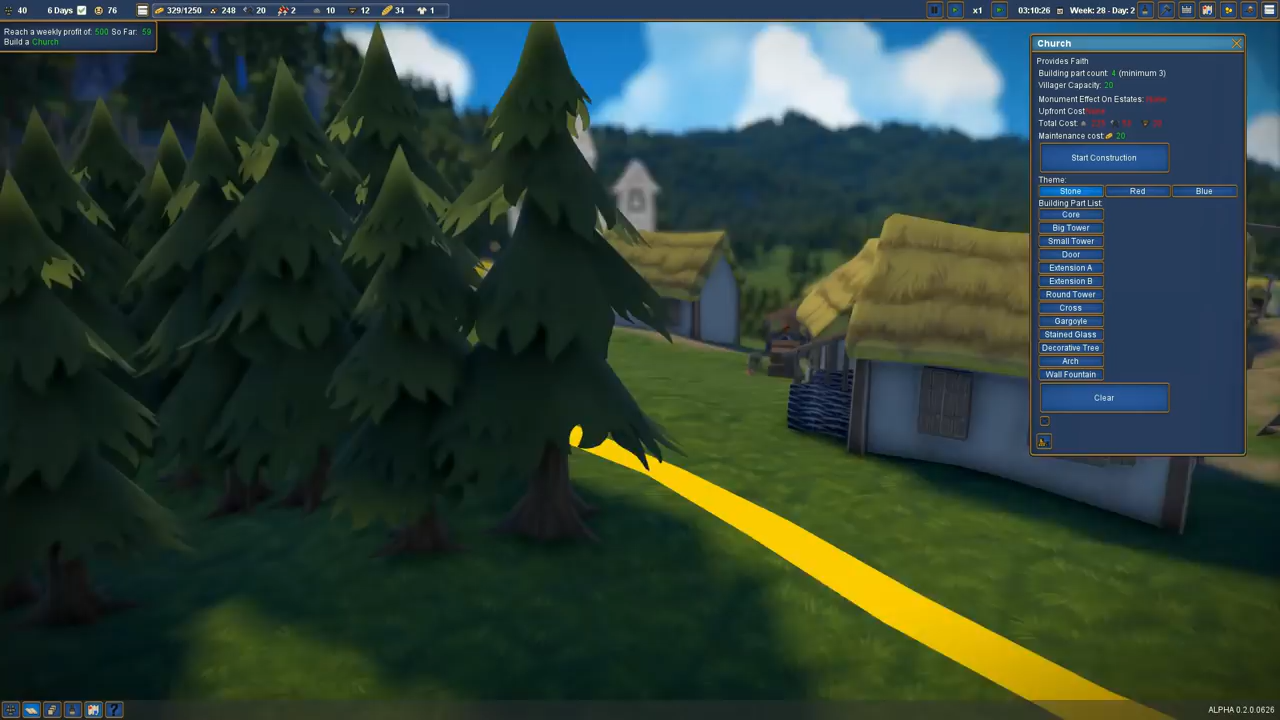 40 6 Days 76 329/1250 248 20 2 10 12 34 1
x1 03:10:26 Week: 28 - Day: 2
Reach a weekly profit of: 500 So Far: 59
Build a Church
Church
Provides Faith
Building part count: 4 (minimum 3)
Villager Capacity: 20
Monument Effect On Estates:
Upfront Cost
Total Cost:
Maintenance cost: 20
Start Construction
Theme:
Stone Red Blue
Building Part List:
Core
Big Tower
Small Tower
Door
Extension A
Extension B
Round Tower
Cross
Gargoyle
Stained Glass
Decorative Tree
Arch
Wall Fountain
Clear
?
ALPHA 0.2.0.0626